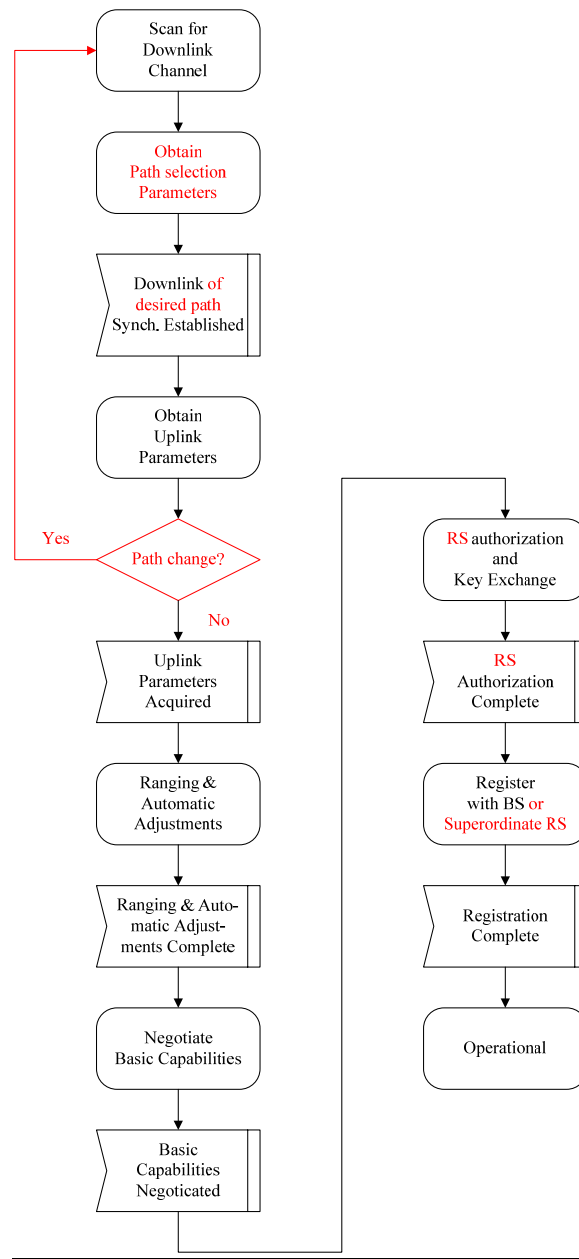 Scan for
Downlink
Channel
Obtain
Path selection
Parameters
Downlink of
desired path
Synch. Established
Obtain
Uplink
Parameters
Yes
Path change?
No
Uplink
Parameters
Acquired
Ranging &
Automatic
Adjustments
Ranging & Auto-
matic Adjust-
ments Complete
Negotiate
Basic Capabilities
Basic
Capabilities
Negoticated
RS authorization
and
Key Exchange
RS
Authorization
Complete
Register
with BS or
Superordinate RS
Registration
Complete
Operational